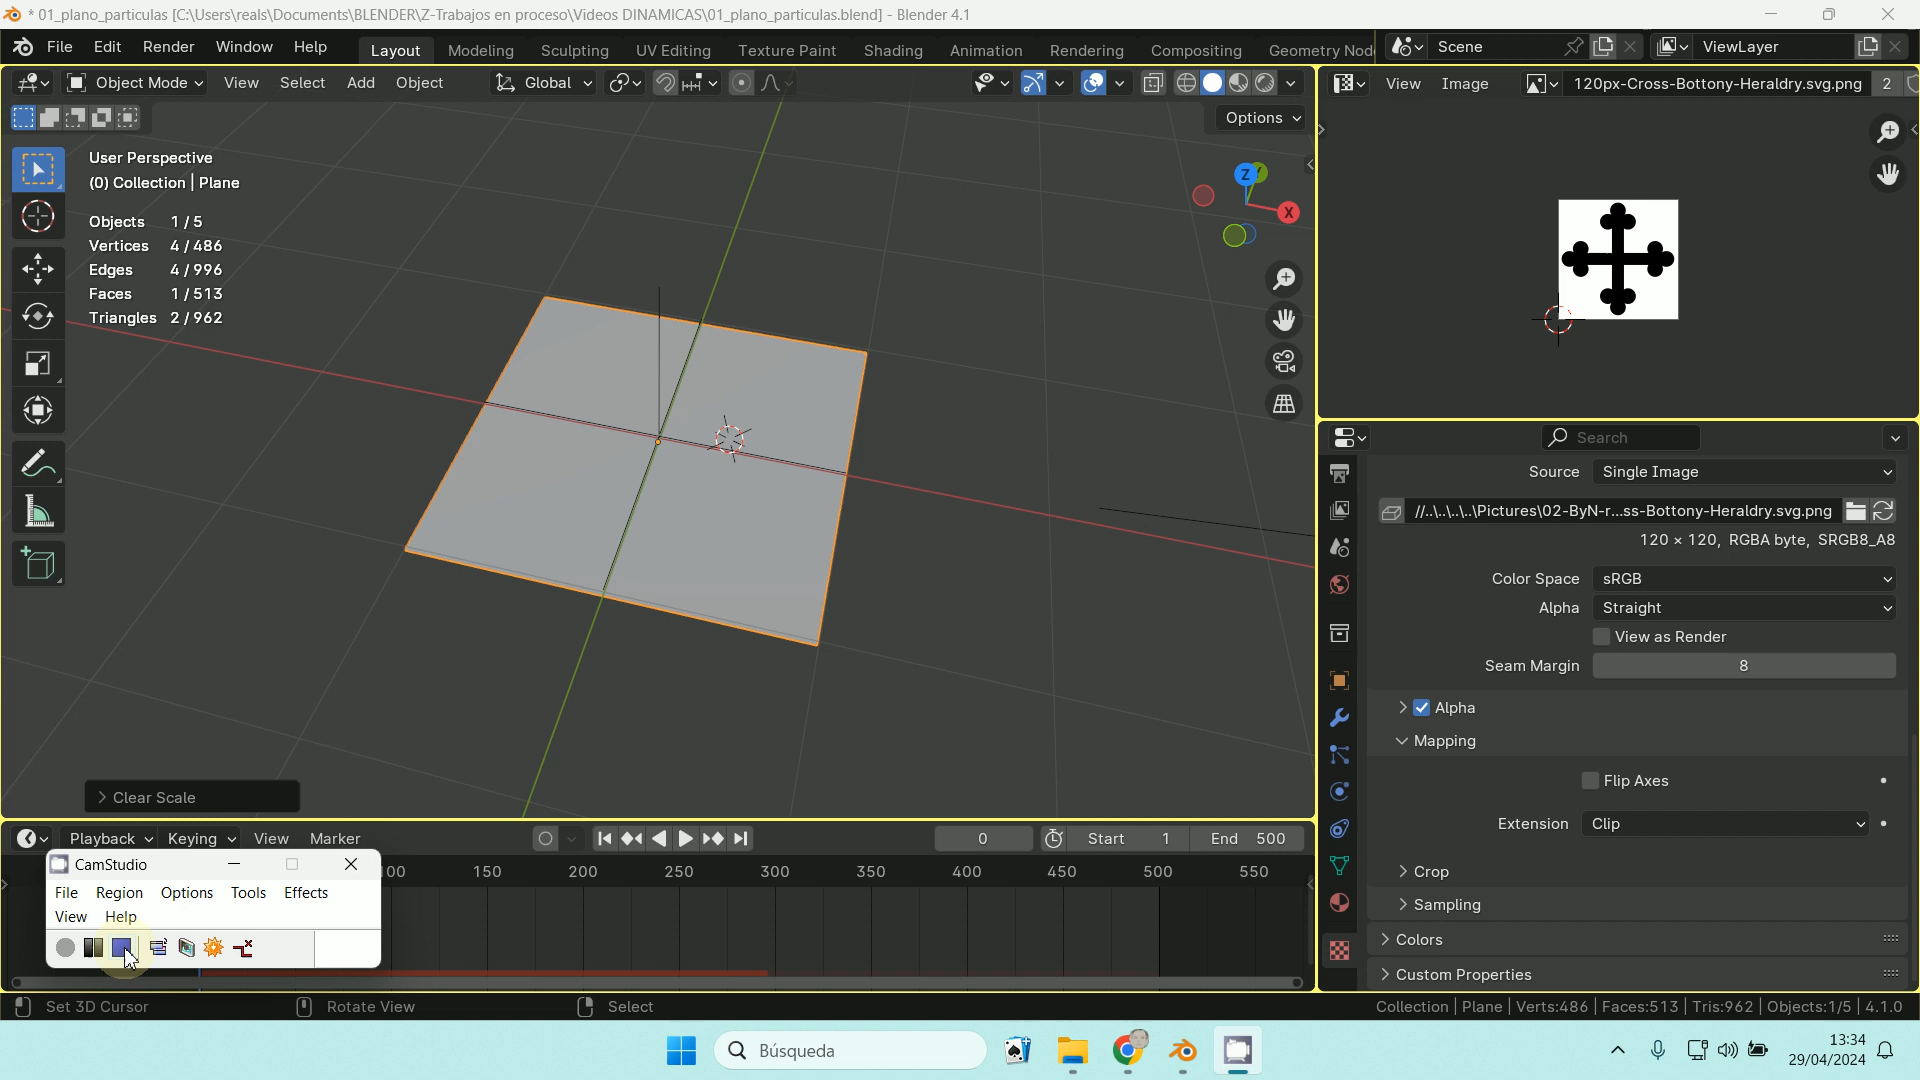 * 01_plano_particulas [C:\Users\reals\Documents\BLENDER\Z-Trabajos en proceso\Videos DINAMICAS\01_plano_particulas.blend] - Blender 4.1
File Edit Render Window Help Layout Modeling Sculpting UV Editing Texture Paint Shading Animation Rendering Compositing Geometry Nod Scene ViewLayer
Object Mode View Select Add Object Global
View Image 120px-Cross-Bottony-Heraldry.svg.png 2
Options
User Perspective
(0) Collection | Plane
Objects 1/5
Vertices 4/486
Edges 4/996
Faces 1/513
Triangles 2/962
Z
Y
X
Search
Source Single Image
//..\..\..\..\Pictures\02-ByN-r...ss-Bottony-Heraldry.svg.png
120 × 120, RGBA byte, SRGB8_A8
Color Space sRGB
Alpha Straight
View as Render
Seam Margin 8
Alpha
Mapping
Flip Axes
Extension Clip
Crop
Sampling
Colors
Custom Properties
Clear Scale
Playback Keying View Marker 0 Start 1 End 500
00 150 200 250 300 350 400 450 500 550
CamStudio
File Region Options Tools Effects
View Help
Set 3D Cursor Rotate View Select
Collection | Plane | Verts:486 | Faces:513 | Tris:962 | Objects:1/5 | 4.1.0
Búsqueda
13:34
29/04/2024